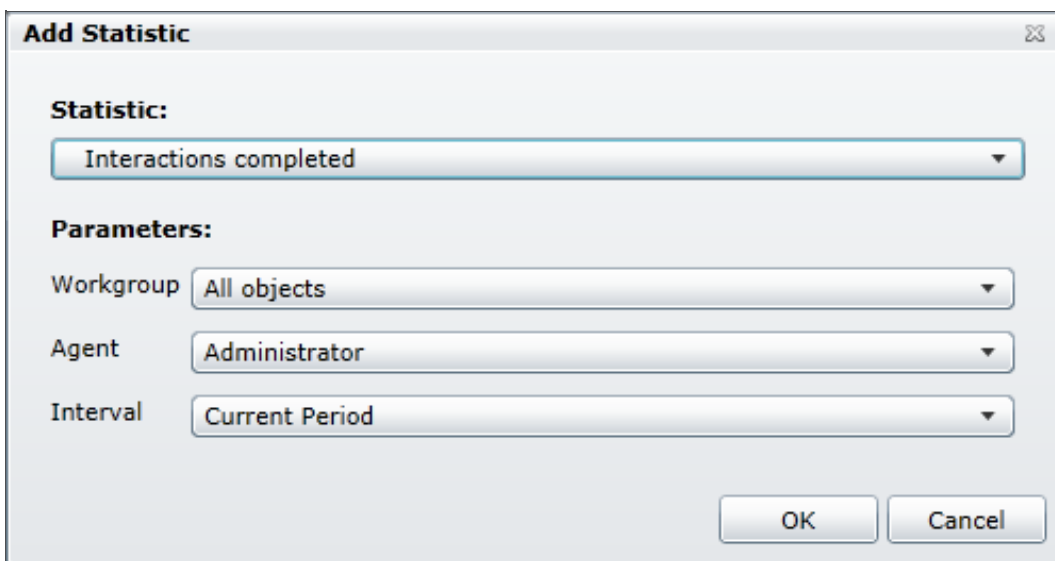 Add Statistic
Statistic:
Interactions completed
Parameters:
Workgroup All objects
Agent Administrator
Interval Current Period
OK Cancel